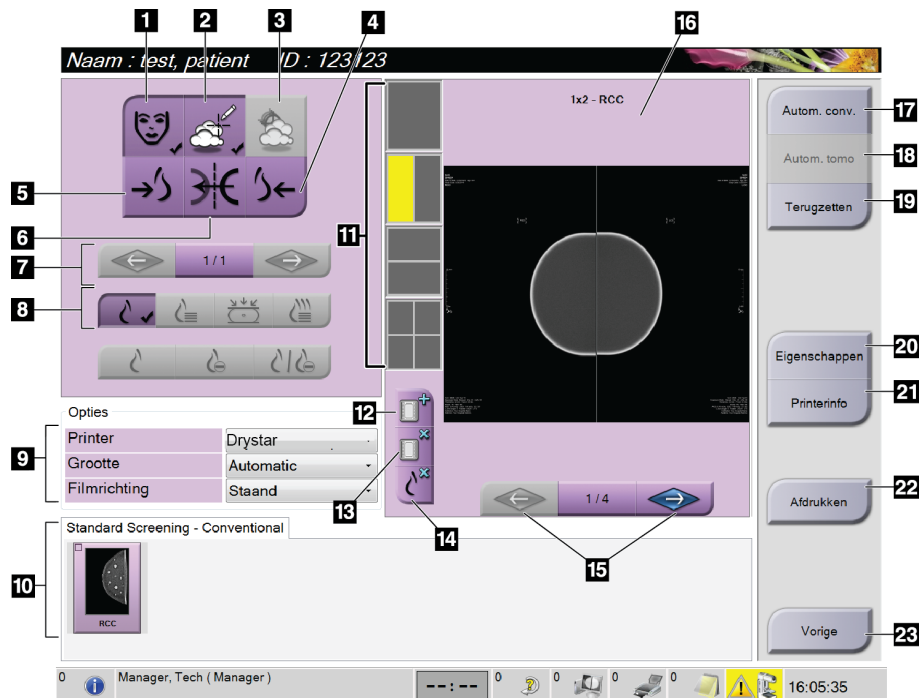 1
2
3
4
16
Naam : test, patient ID : 123123
1x2 - RCC
Autom. conv.
17
Autom. tomo
18
Terugzetten
19
5
6
11
7
1/1
8
Eigenschappen
20
Printerinfo
21
Opties
12
9
Printer
Drystar
Grootte
Automatic
Filmrichting
Staand
13
14
1/4
15
Afdrukken
22
Standard Screening - Conventional
10
RCC
Vorige
23
0
Manager, Tech ( Manager )
--:--
0
0
0
0
16:05:35